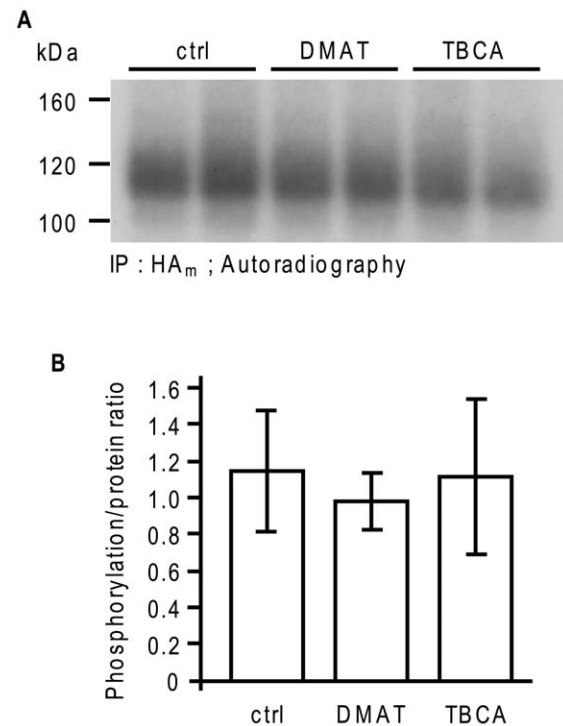 A
kDa ctrl DMAT TBCA
160
120
100
IP : HAm ; Autoradiography
B
Phosphorylation/protein ratio
1.6
1.4
1.2
1.0
0.8
0.6
0.4
0.2
0
ctrl DMAT TBCA